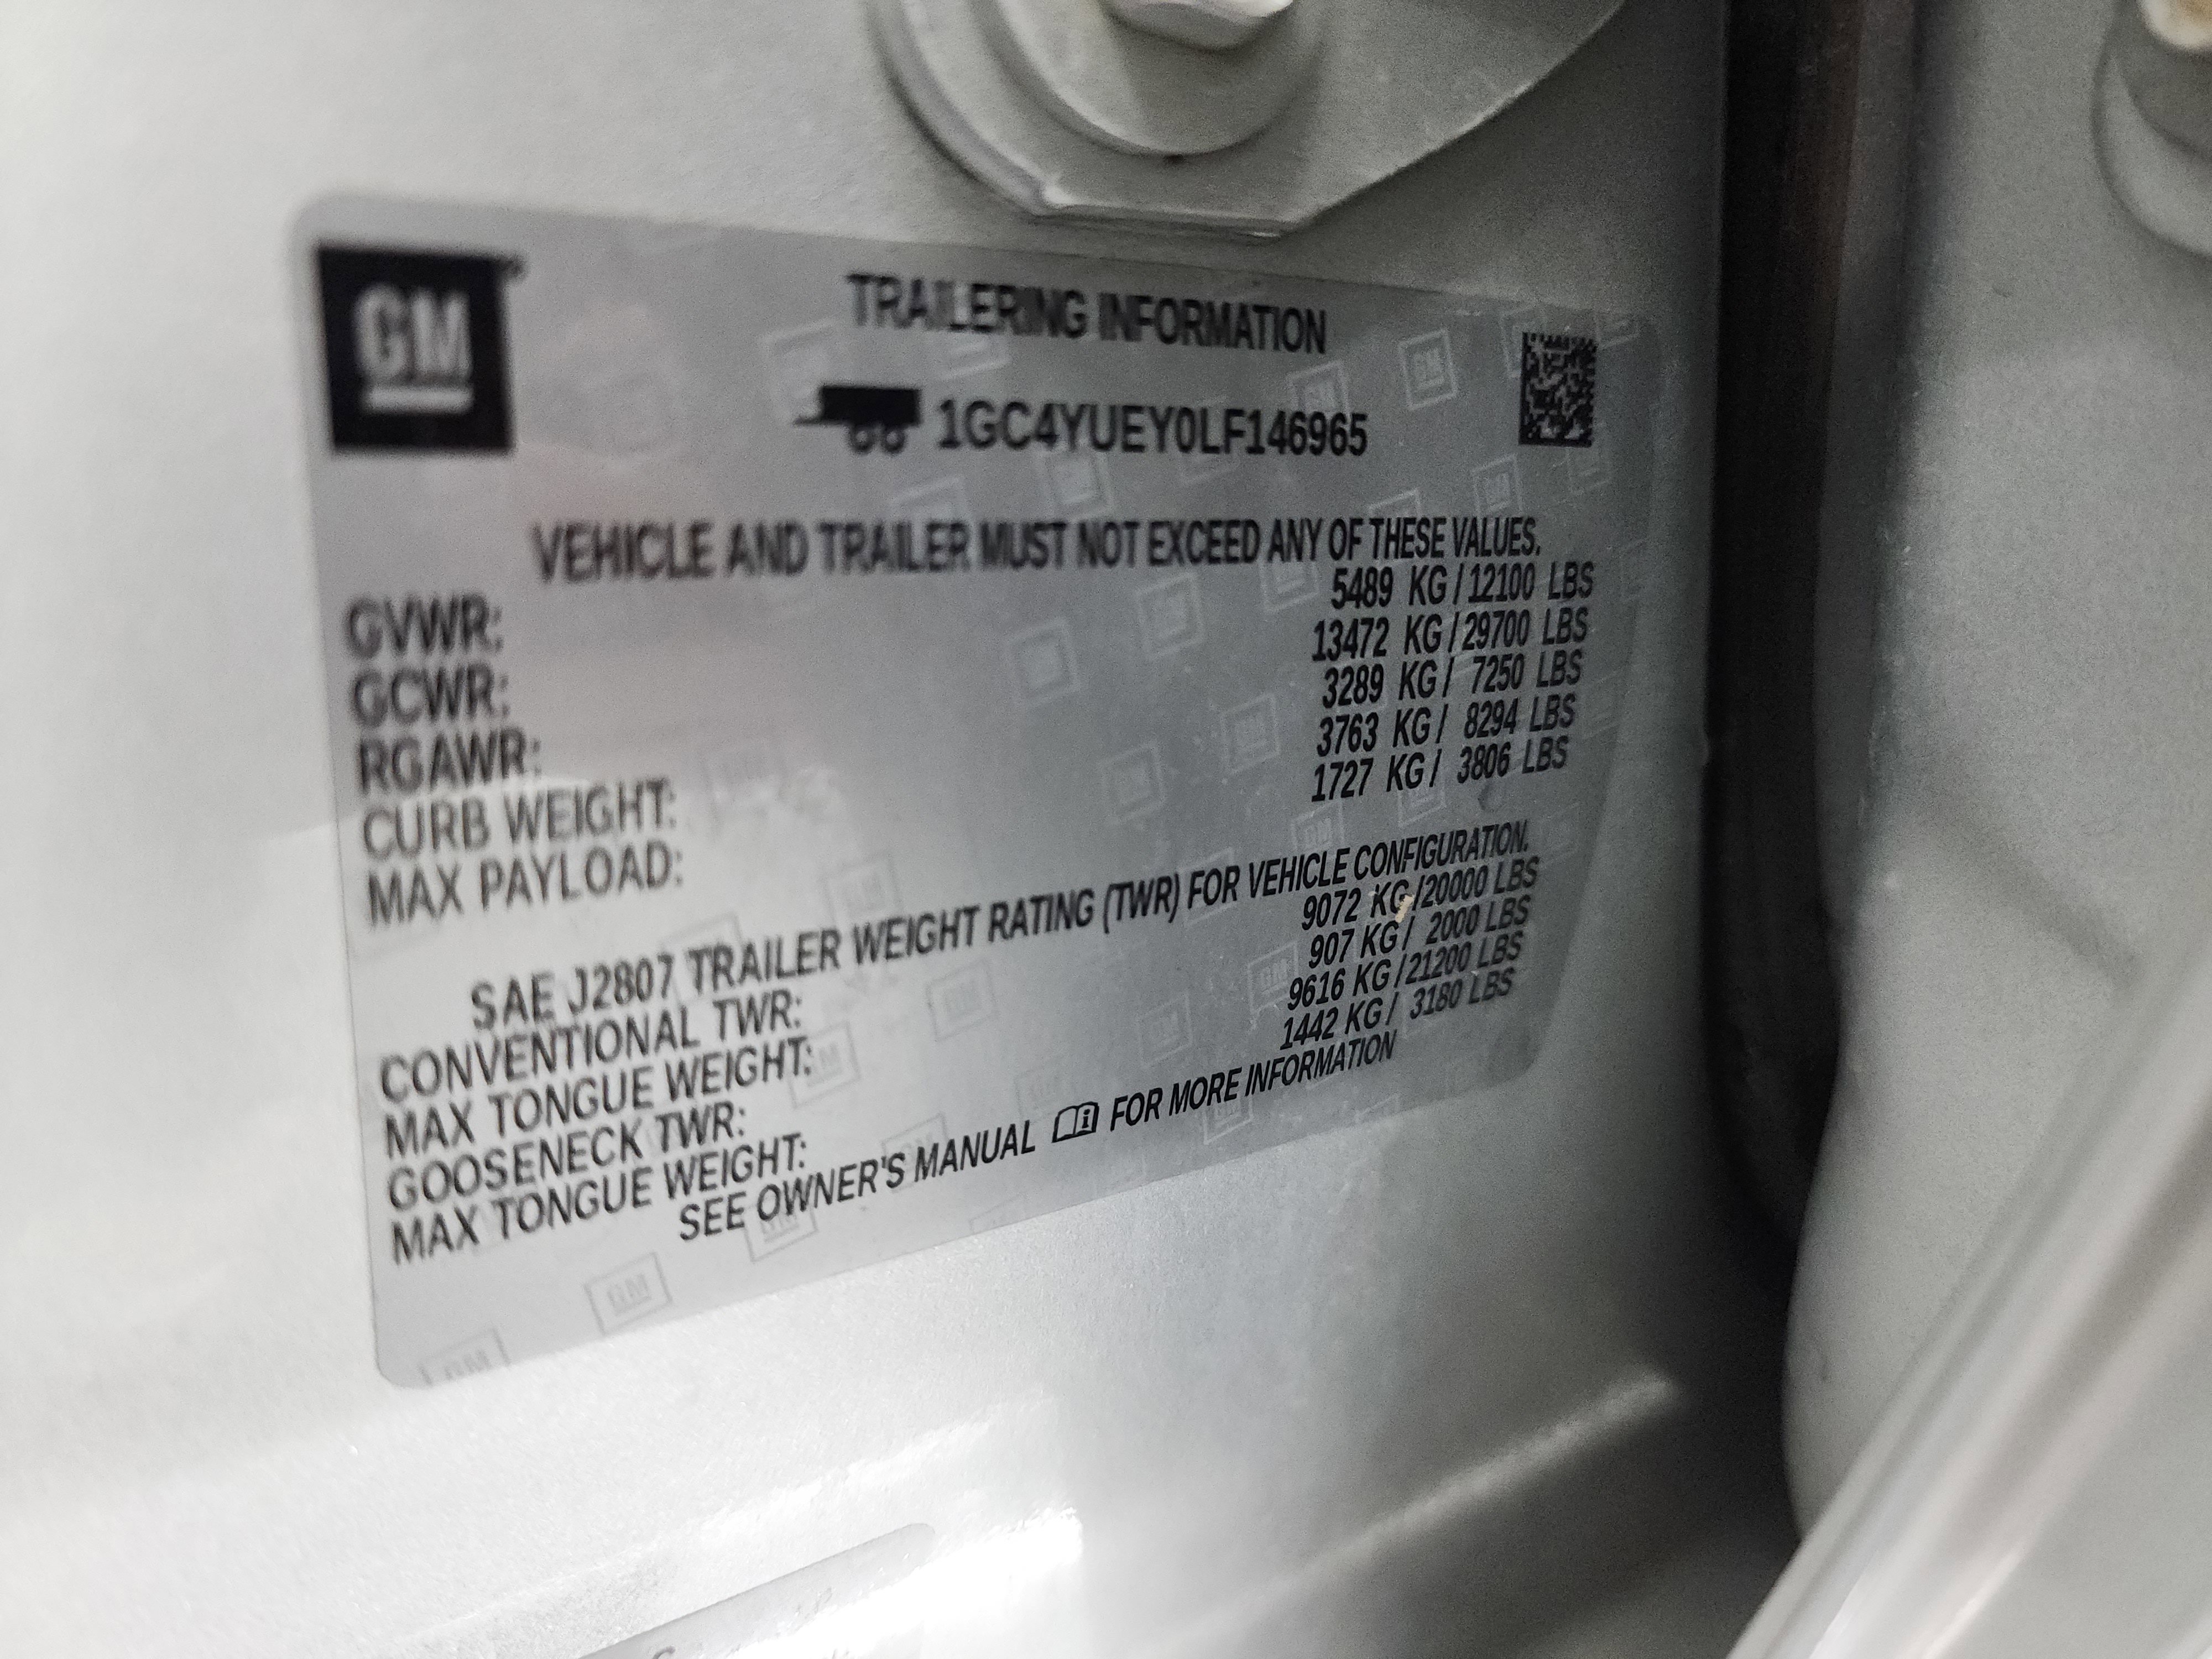 GM
TRAILERING INFORMATION
1GC4YUEY0LF146965
VEHICLE AND TRAILER MUST NOT EXCEED ANY OF THESE VALUES.
GVWR: 5489 KG / 12100 LBS
GCWR: 13472 KG / 29700 LBS
RGAWR: 3289 KG / 7250 LBS
CURB WEIGHT: 3763 KG / 8294 LBS
MAX PAYLOAD: 1727 KG / 3806 LBS
SAE J2807 TRAILER WEIGHT RATING (TWR) FOR VEHICLE CONFIGURATION.
CONVENTIONAL TWR: 9072 KG / 20000 LBS
MAX TONGUE WEIGHT: 907 KG / 2000 LBS
GOOSENECK TWR: 9616 KG / 21200 LBS
MAX TONGUE WEIGHT: 1442 KG / 3180 LBS
SEE OWNER'S MANUAL FOR MORE INFORMATION